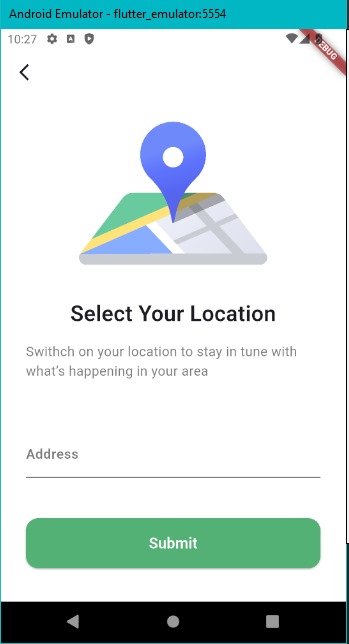 Android Emulator - flutter_emulator:5554
10:27
DEBUG
Select Your Location
Swithch on your location to stay in tune with
what's happening in your area
Address
Submit